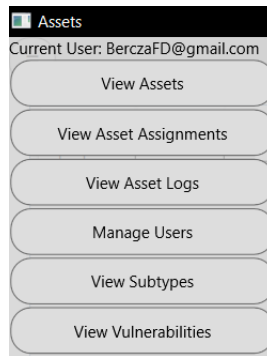 Assets
Current User: BerczaFD@gmail.com
View Assets
View Asset Assignments
View Asset Logs
Manage Users
View Subtypes
View Vulnerabilities